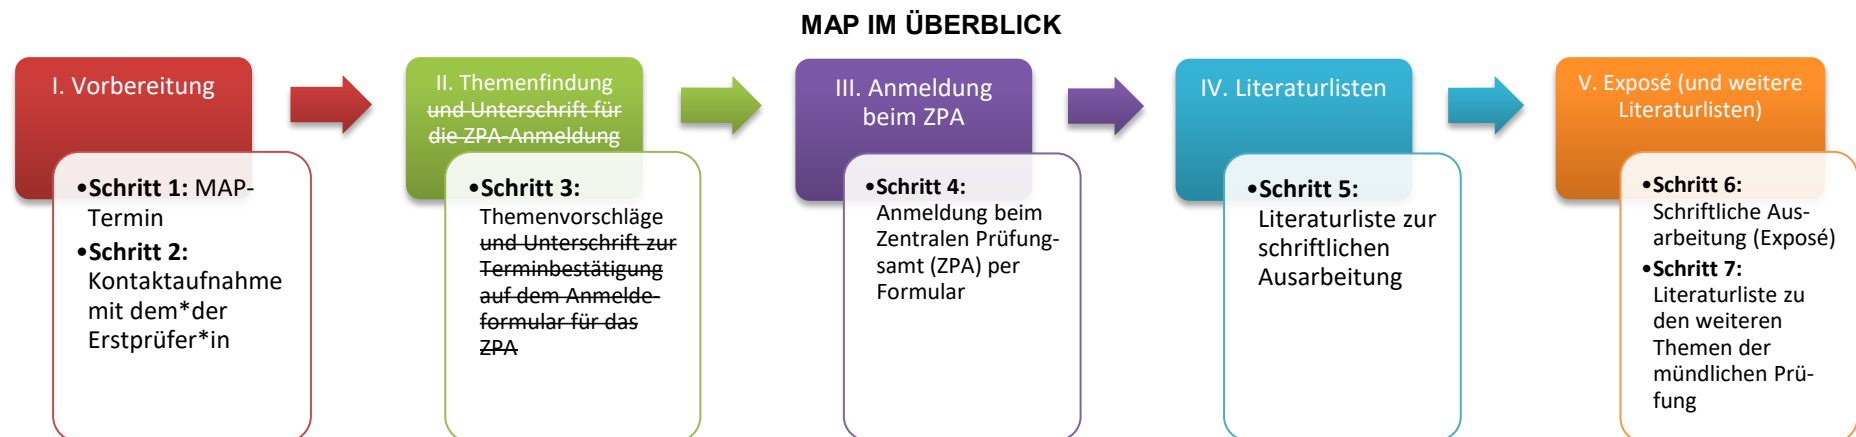 MAP IM ÜBERBLICK
I. Vorbereitung
•Schritt 1: MAP-
Termin
•Schritt 2:
Kontaktaufnahme
mit dem*der
Erstprüfer*in
II. Themenfindung
und Unterschrift für
die ZPA-Anmeldung
•Schritt 3:
Themenvorschläge
und Unterschrift zur
Terminbestätigung
auf dem Anmelde-
formular für das
ZPA
III. Anmeldung
beim ZPA
•Schritt 4:
Anmeldung beim
Zentralen Prüfung-
samt (ZPA) per
Formular
IV. Literaturlisten
•Schritt 5:
Literaturliste zur
schriftlichen
Ausarbeitung
V. Exposé (und weitere
Literaturlisten)
•Schritt 6:
Schriftliche Aus-
arbeitung (Exposé)
•Schritt 7:
Literaturliste zu
den weiteren
Themen der
mündlichen Prü-
fung